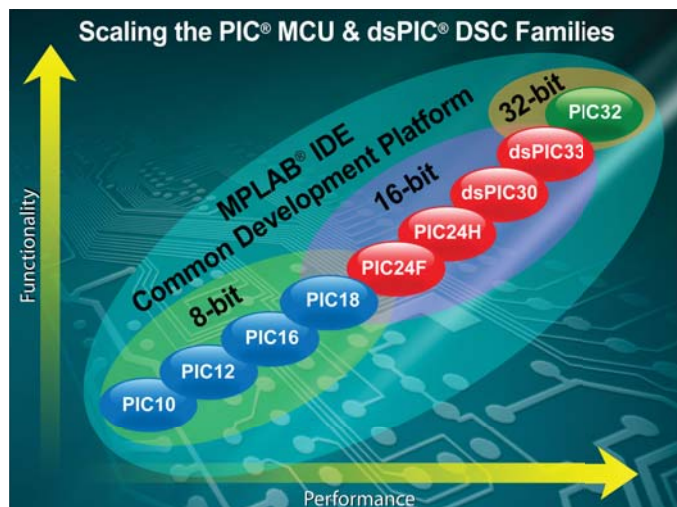 Scaling the PIC® MCU & dsPIC® DSC Families
Functionality
MPLAB® IDE
Common Development Platform
32-bit
PIC32
dsPIC33
16-bit
dsPIC30
PIC24H
PIC24F
8-bit
PIC18
PIC16
PIC12
PIC10
Performance